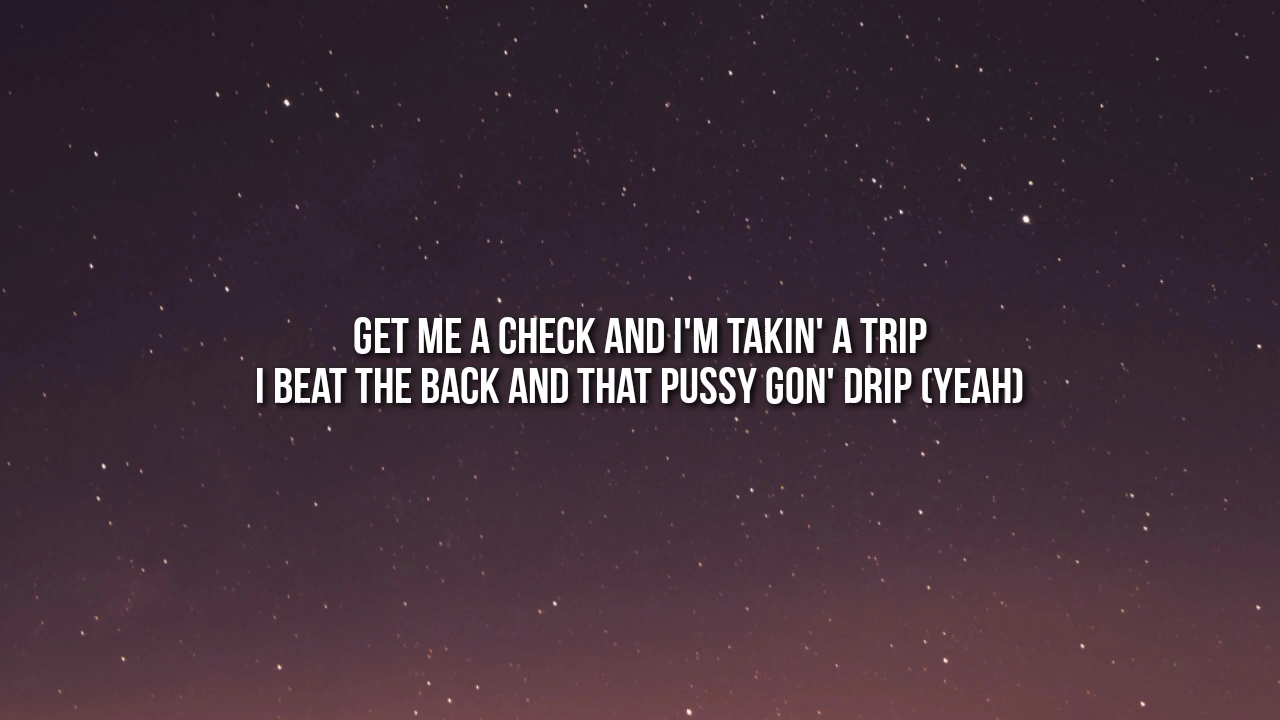 GET ME A CHECK AND I'M TAKIN' A TRIP
I BEAT THE BACK AND THAT PUSSY GON' DRIP (YEAH)